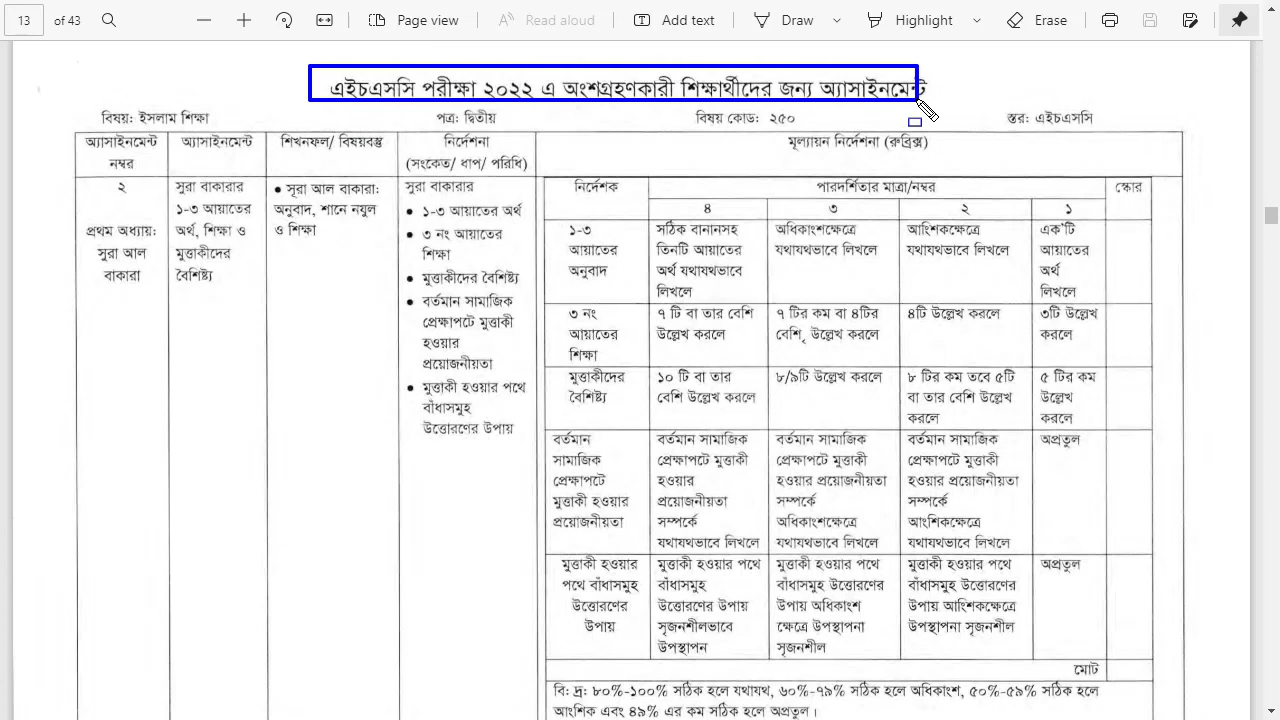 13 of 43 Page view Read aloud Add text Draw Highlight Erase
এইচএসসি পরীক্ষা ২০২২ এ অংশগ্রহণকারী শিক্ষার্থীদের জন্য অ্যাসাইনমেন্ট
বিষয়: ইসলাম শিক্ষা পত্র: দ্বিতীয় বিষয় কোড: ২৫০ স্তর: এইচএসসি
অ্যাসাইনমেন্ট
নম্বর
অ্যাসাইনমেন্ট
শিখনফল/ বিষয়বস্তু
নির্দেশনা
(সংকেত/ ধাপ/ পরিধি)
মূল্যায়ন নির্দেশনা (রুব্রিক্স)
২
প্রথম অধ্যায়:
সুরা আল
বাকারা
সুরা বাকারার
১-৩ আয়াতের
অর্থ, শিক্ষা ও
মুত্তাকীদের
বৈশিষ্ট্য
• সূরা আল বাকারা:
অনুবাদ, শানে নযুল
ও শিক্ষা
সুরা বাকারার
• ১-৩ আয়াতের অর্থ
• ৩ নং আয়াতের
শিক্ষা
• মুত্তাকীদের বৈশিষ্ট্য
• বর্তমান সামাজিক
প্রেক্ষাপটে মুত্তাকী
হওয়ার
প্রয়োজনীয়তা
• মুত্তাকী হওয়ার পথে
বাঁধাসমুহ
উত্তোরণের উপায়
নির্দেশক
পারদর্শিতার মাত্রা/নম্বর
স্কোর
৪ ৩ ২ ১
১-৩
আয়াতের
অনুবাদ
সঠিক বানানসহ
তিনটি আয়াতের
অর্থ যথাযথভাবে
লিখলে
অধিকাংশক্ষেত্রে
যথাযথভাবে লিখলে
আংশিকক্ষেত্রে
যথাযথভাবে লিখলে
এক'টি
আয়াতের
অর্থ
লিখলে
৩ নং
আয়াতের
শিক্ষা
৭ টি বা তার বেশি
উল্লেখ করলে
৭ টির কম বা ৪টির
বেশি, উল্লেখ করলে
৪টি উল্লেখ করলে
৩টি উল্লেখ
করলে
মুত্তাকীদের
বৈশিষ্ট্য
১০ টি বা তার
বেশি উল্লেখ করলে
৮/৯টি উল্লেখ করলে
৮ টির কম তবে ৫টি
বা তার বেশি উল্লেখ
করলে
৫ টির কম
উল্লেখ
করলে
বর্তমান
সামাজিক
প্রেক্ষাপটে
মুত্তাকী হওয়ার
প্রয়োজনীয়তা
বর্তমান সামাজিক
প্রেক্ষাপটে মুত্তাকী
হওয়ার
প্রয়োজনীয়তা
সম্পর্কে
যথাযথভাবে লিখলে
বর্তমান সামাজিক
প্রেক্ষাপটে মুত্তাকী
হওয়ার প্রয়োজনীয়তা
সম্পর্কে
অধিকাংশক্ষেত্রে
যথাযথভাবে লিখলে
বর্তমান সামাজিক
প্রেক্ষাপটে মুত্তাকী
হওয়ার প্রয়োজনীয়তা
সম্পর্কে
আংশিকক্ষেত্রে
যথাযথভাবে লিখলে
অপ্রতুল
মুত্তাকী হওয়ার
পথে বাঁধাসমুহ
উত্তোরণের
উপায়
মুত্তাকী হওয়ার পথে
বাঁধাসমুহ
উত্তোরণের উপায়
সৃজনশীলভাবে
উপস্থাপন
মুত্তাকী হওয়ার পথে
বাঁধাসমুহ উত্তোরণের
উপায় অধিকাংশ
ক্ষেত্রে উপস্থাপনা
সৃজনশীল
মুত্তাকী হওয়ার পথে
বাঁধাসমুহ উত্তোরণের
উপায় আংশিকক্ষেত্রে
উপস্থাপনা সৃজনশীল
অপ্রতুল
মোট
বি: দ্র: ৮০%-১০০% সঠিক হলে যথাযথ, ৬০%-৭৯% সঠিক হলে অধিকাংশ, ৫০%-৫৯% সঠিক হলে
আংশিক এবং ৪৯% এর কম সঠিক হলে অপ্রতুল।